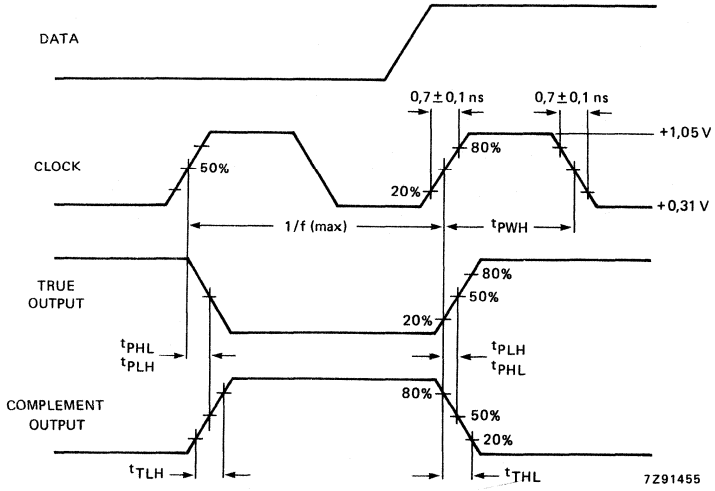 DATA
0,7 ± 0,1 ns
0,7 ± 0,1 ns
+1,05 V
CLOCK
50%
80%
20%
+0,31 V
1/f (max)
tPWH
TRUE
OUTPUT
80%
50%
20%
tPHL
tPLH
tPLH
tPHL
COMPLEMENT
OUTPUT
80%
50%
20%
tTLH
tTHL
7Z91455